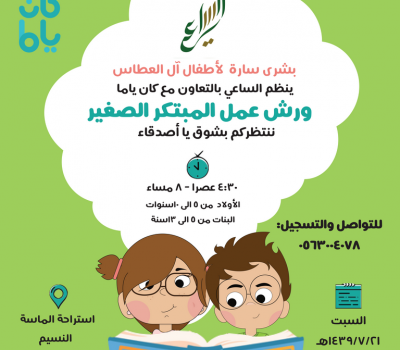 كان
ياما
الساعي
بشرى سارة لأطفال آل العطاس
ينظم الساعي بالتعاون مع كان ياما
ورش عمل المبتكر الصغير
ننتظركم بشوق يا أصدقاء
٤:٣٠ عصرا - ٨ مساء
الأولاد من ٥ الى ١٠سنوات
البنات من ٥ الى ١٣سنة
للتواصل والتسجيل:
٠٥٦٣٠٠٤٠٧٨
السبت
١٤٣٩/٧/٢١هـ
استراحة الماسة
النسيم